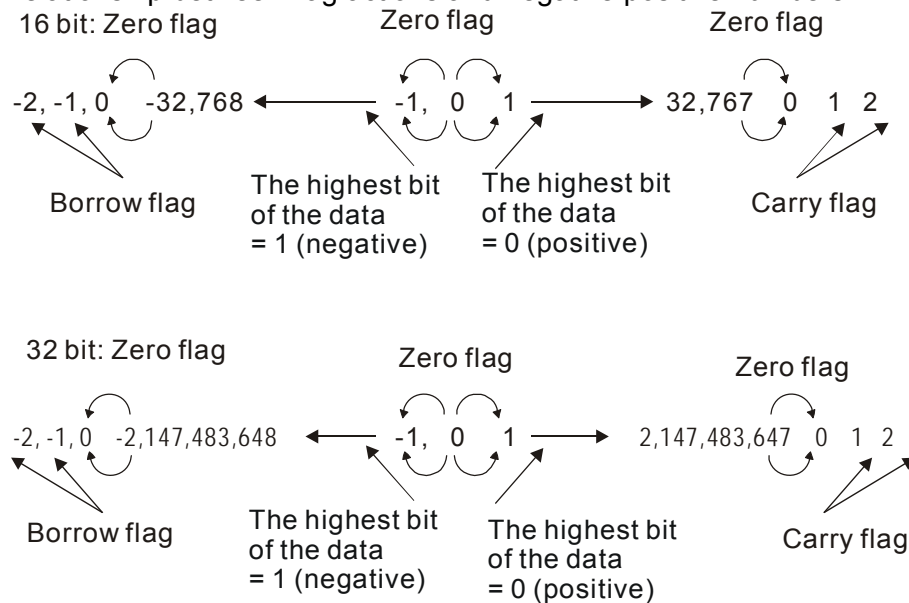 16 bit: Zero flag Zero flag Zero flag
-2, -1, 0 -32,768 -1, 0 1 32,767 0 1 2
Borrow flag
The highest bit
of the data
= 1 (negative)
The highest bit
of the data
= 0 (positive)
Carry flag
32 bit: Zero flag Zero flag Zero flag
-2, -1, 0 -2,147,483,648 -1, 0 1 2,147,483,647 0 1 2
Borrow flag
The highest bit
of the data
= 1 (negative)
The highest bit
of the data
= 0 (positive)
Carry flag